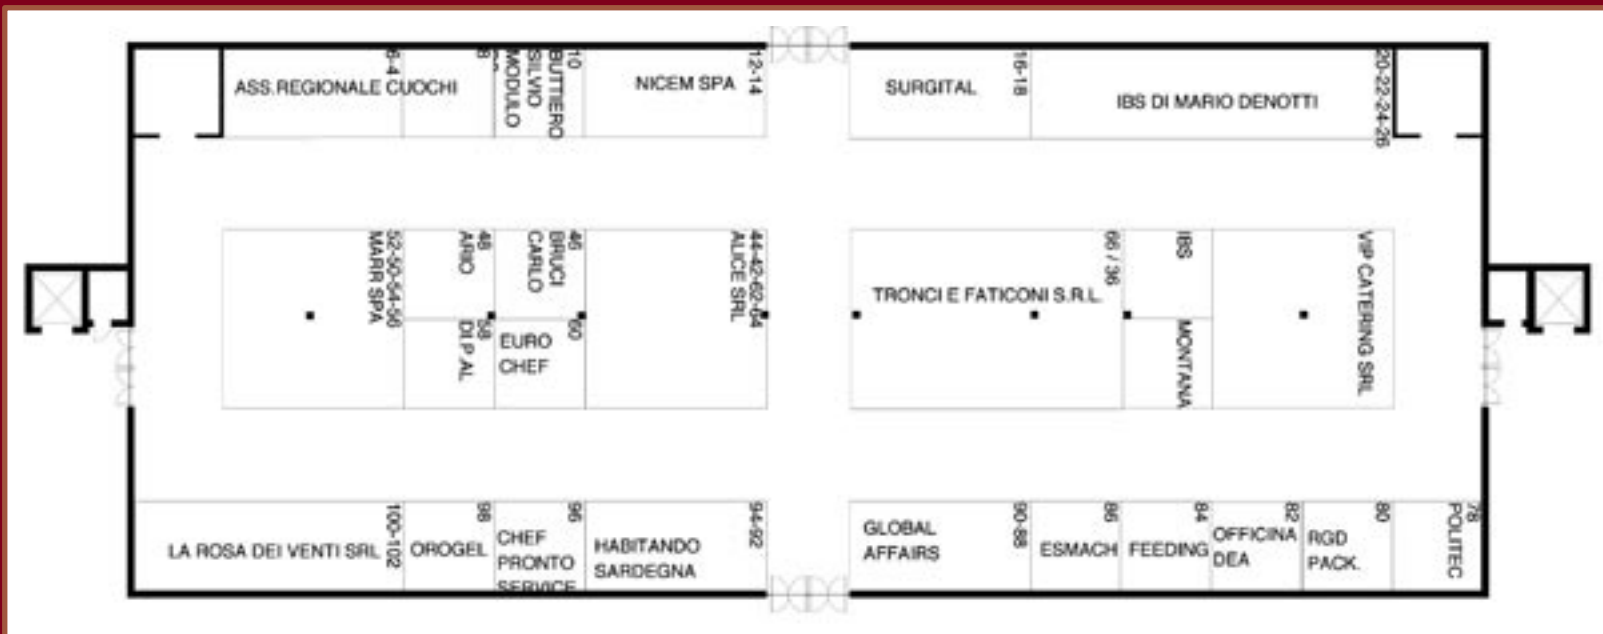 ASS.REGIONALE CUOCHI
6-4
8
MODULO
SILVIO
BUTTIERO
10
NICEM SPA
12-14
SURGITAL
16-18
IBS DI MARIO DENOTTI
20-22-24-26
MARR SPA
52-50-54-56
ARIO
48
CARLO
BRUCI
46
ALICE SRL
44-42-62-64
TRONCI E FATICONI S.R.L.
66 / 36
IBS
VIP CATERING SRL
DI.P.AL
58
EURO
CHEF
60
MONTANA
LA ROSA DEI VENTI SRL
100-102
OROGEL
98
CHEF
PRONTO
SERVICE
96
HABITANDO
SARDEGNA
94-92
GLOBAL
AFFAIRS
90-88
ESMACH
86
FEEDING
84
OFFICINA
DEA
82
RGD
PACK.
80
POLITEC
78